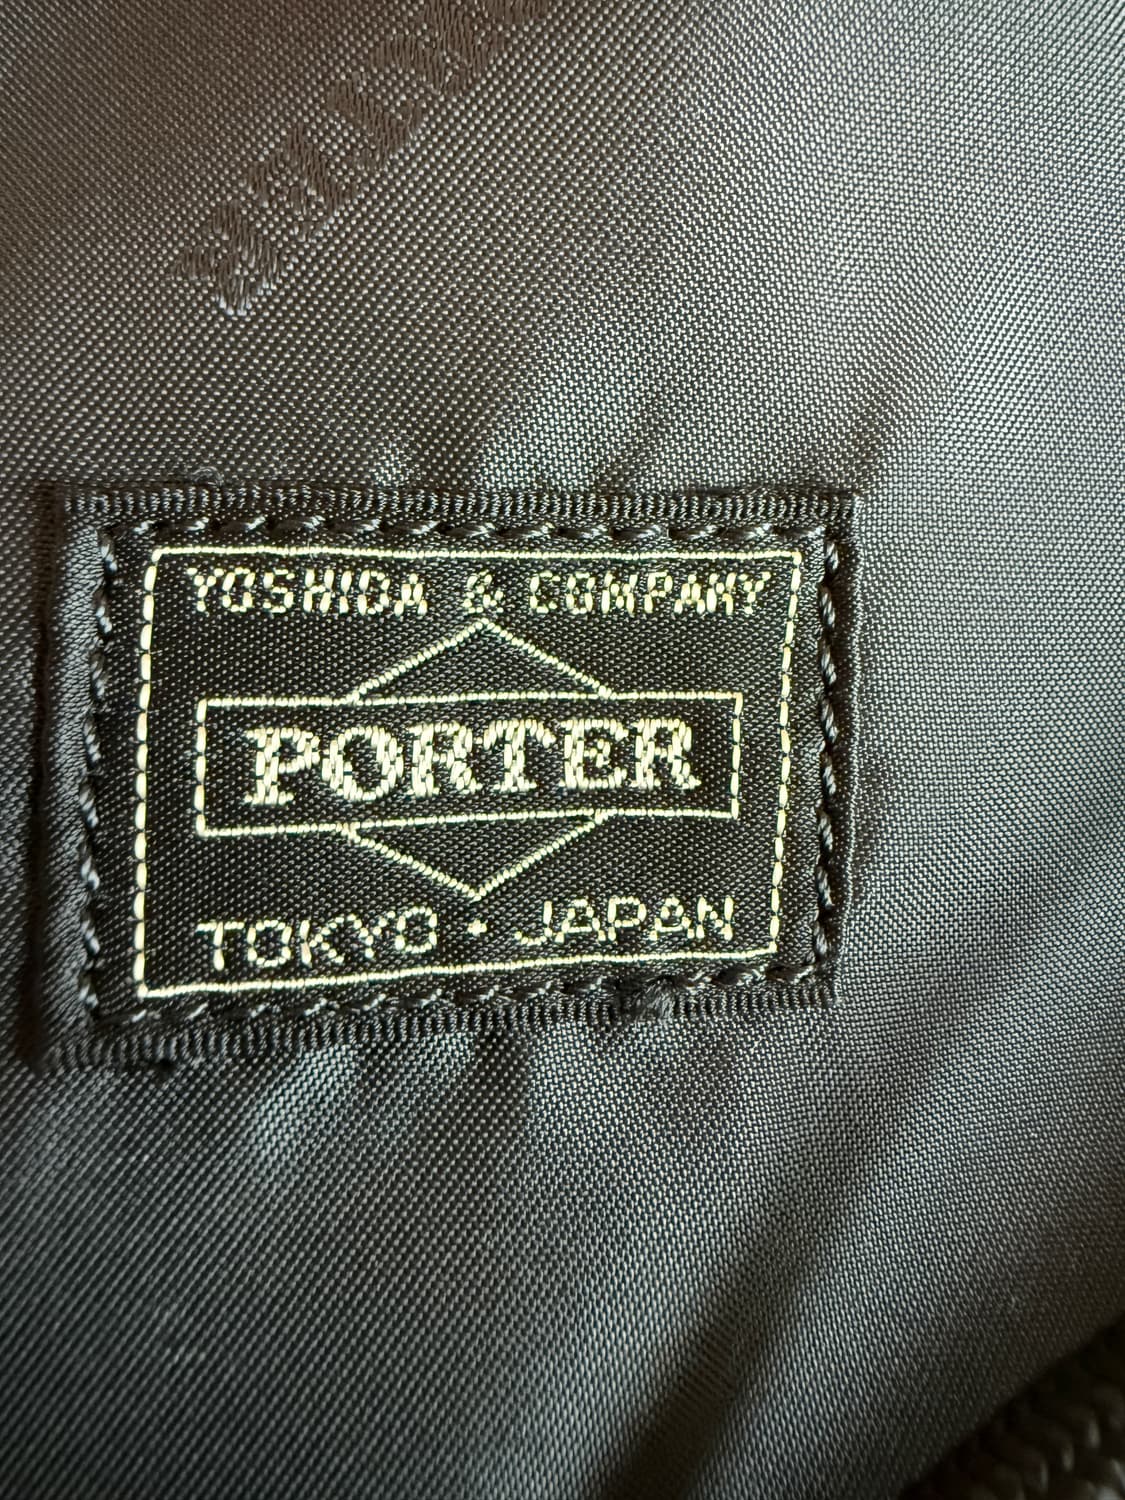 YOSHIDA & COMPANY
PORTER
TOKYO · JAPAN